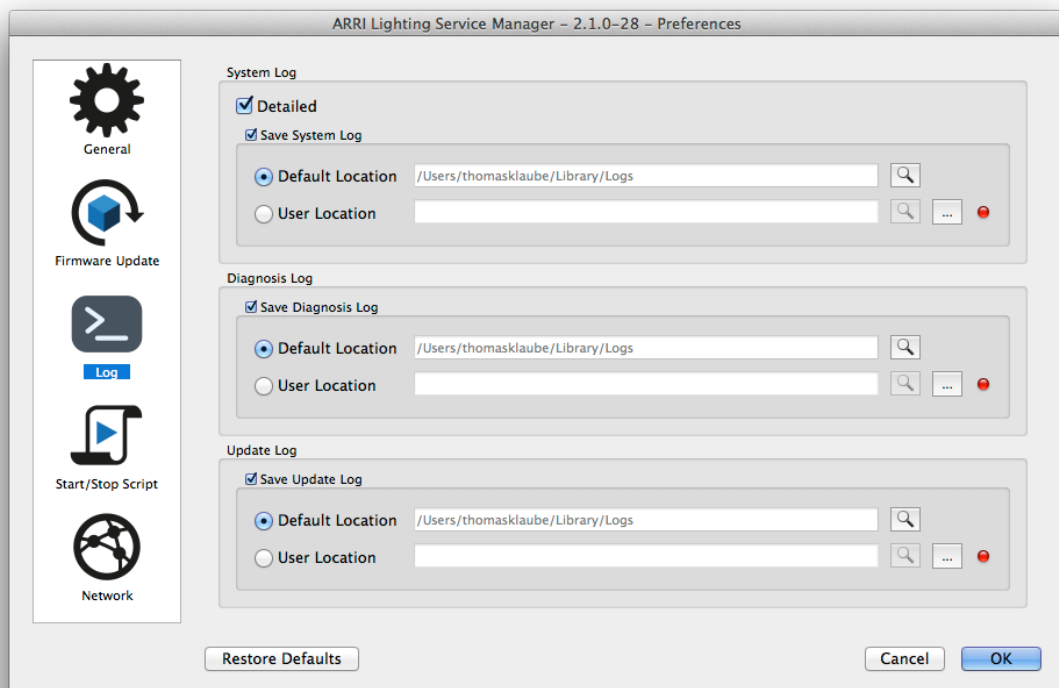 ARRI Lighting Service Manager – 2.1.0-28 – Preferences
General
Firmware Update
Log
Start/Stop Script
Network
System Log
Detailed
Save System Log
Default Location /Users/thomasklaube/Library/Logs
User Location ...
Diagnosis Log
Save Diagnosis Log
Default Location /Users/thomasklaube/Library/Logs
User Location ...
Update Log
Save Update Log
Default Location /Users/thomasklaube/Library/Logs
User Location ...
Restore Defaults Cancel OK